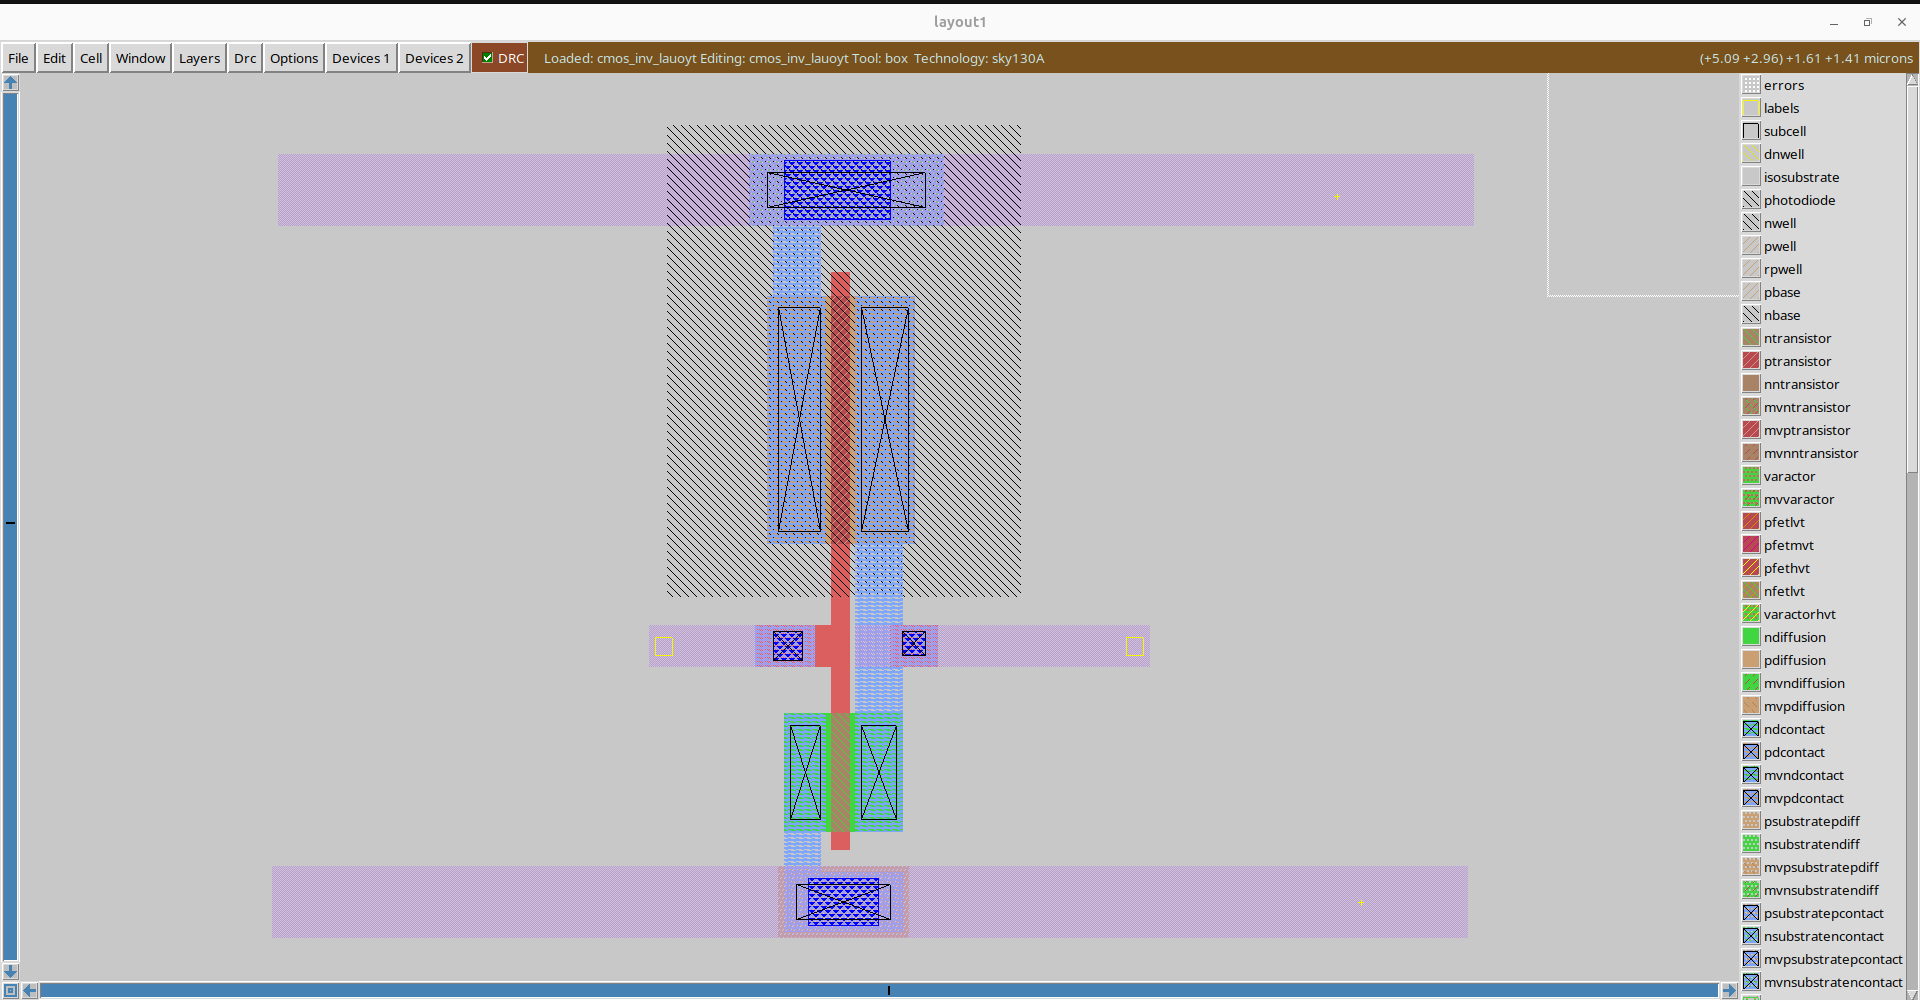 layout1
File Edit Cell Window Layers Drc Options Devices 1 Devices 2 DRC Loaded: cmos_inv_lauoyt Editing: cmos_inv_lauoyt Tool: box Technology: sky130A (+5.09 +2.96) +1.61 +1.41 microns
errors
labels
subcell
dnwell
isosubstrate
photodiode
nwell
pwell
rpwell
pbase
nbase
ntransistor
ptransistor
nntransistor
mvntransistor
mvptransistor
mvnntransistor
varactor
mvvaractor
pfetlvt
pfetmvt
pfethvt
nfetlvt
varactorhvt
ndiffusion
pdiffusion
mvndiffusion
mvpdiffusion
ndcontact
pdcontact
mvndcontact
mvpdcontact
psubstratepdiff
nsubstratendiff
mvpsubstratepdiff
mvnsubstratendiff
psubstratepcontact
nsubstratencontact
mvpsubstratepcontact
mvnsubstratencontact